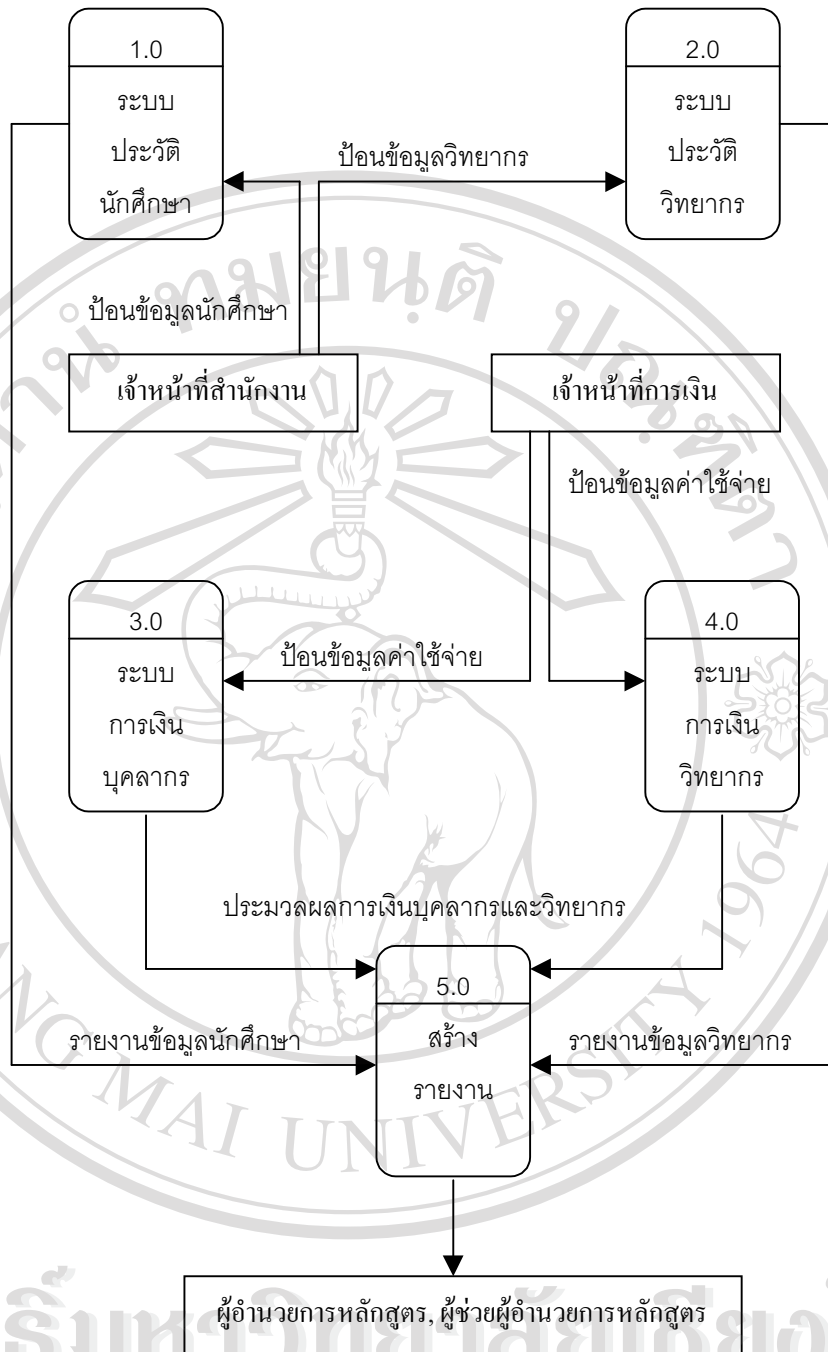 1.0
ระบบ
ประวัติ
นักศึกษา
2.0
ระบบ
ประวัติ
วิทยากร
ป้อนข้อมูลวิทยากร
ป้อนข้อมูลนักศึกษา
เจ้าหน้าที่สำนักงาน
เจ้าหน้าที่การเงิน
ป้อนข้อมูลค่าใช้จ่าย
3.0
ระบบ
การเงิน
บุคลากร
ป้อนข้อมูลค่าใช้จ่าย
4.0
ระบบ
การเงิน
วิทยากร
ประมวลผลการเงินบุคลากรและวิทยากร
5.0
สร้าง
รายงาน
รายงานข้อมูลนักศึกษา
รายงานข้อมูลวิทยากร
ผู้อำนวยการหลักสูตร, ผู้ช่วยผู้อำนวยการหลักสูตร
MAI UNIVERSITY 1964